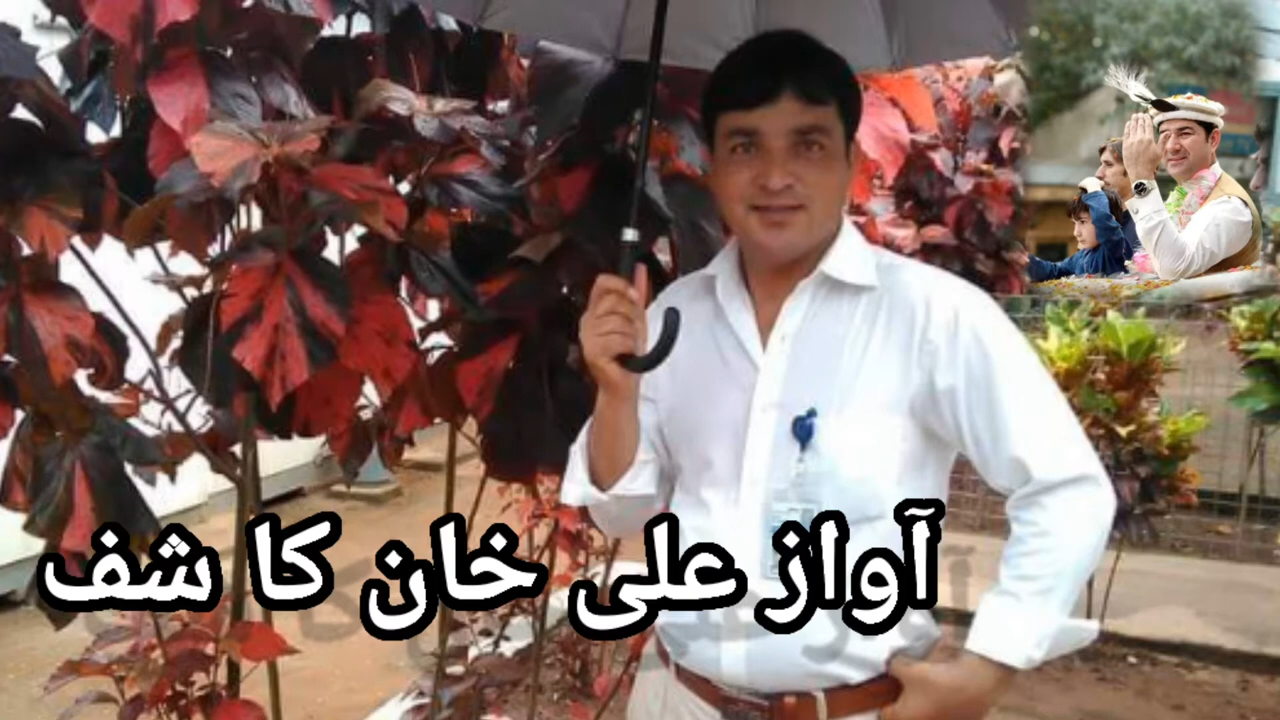 آواز علی خان کا شف